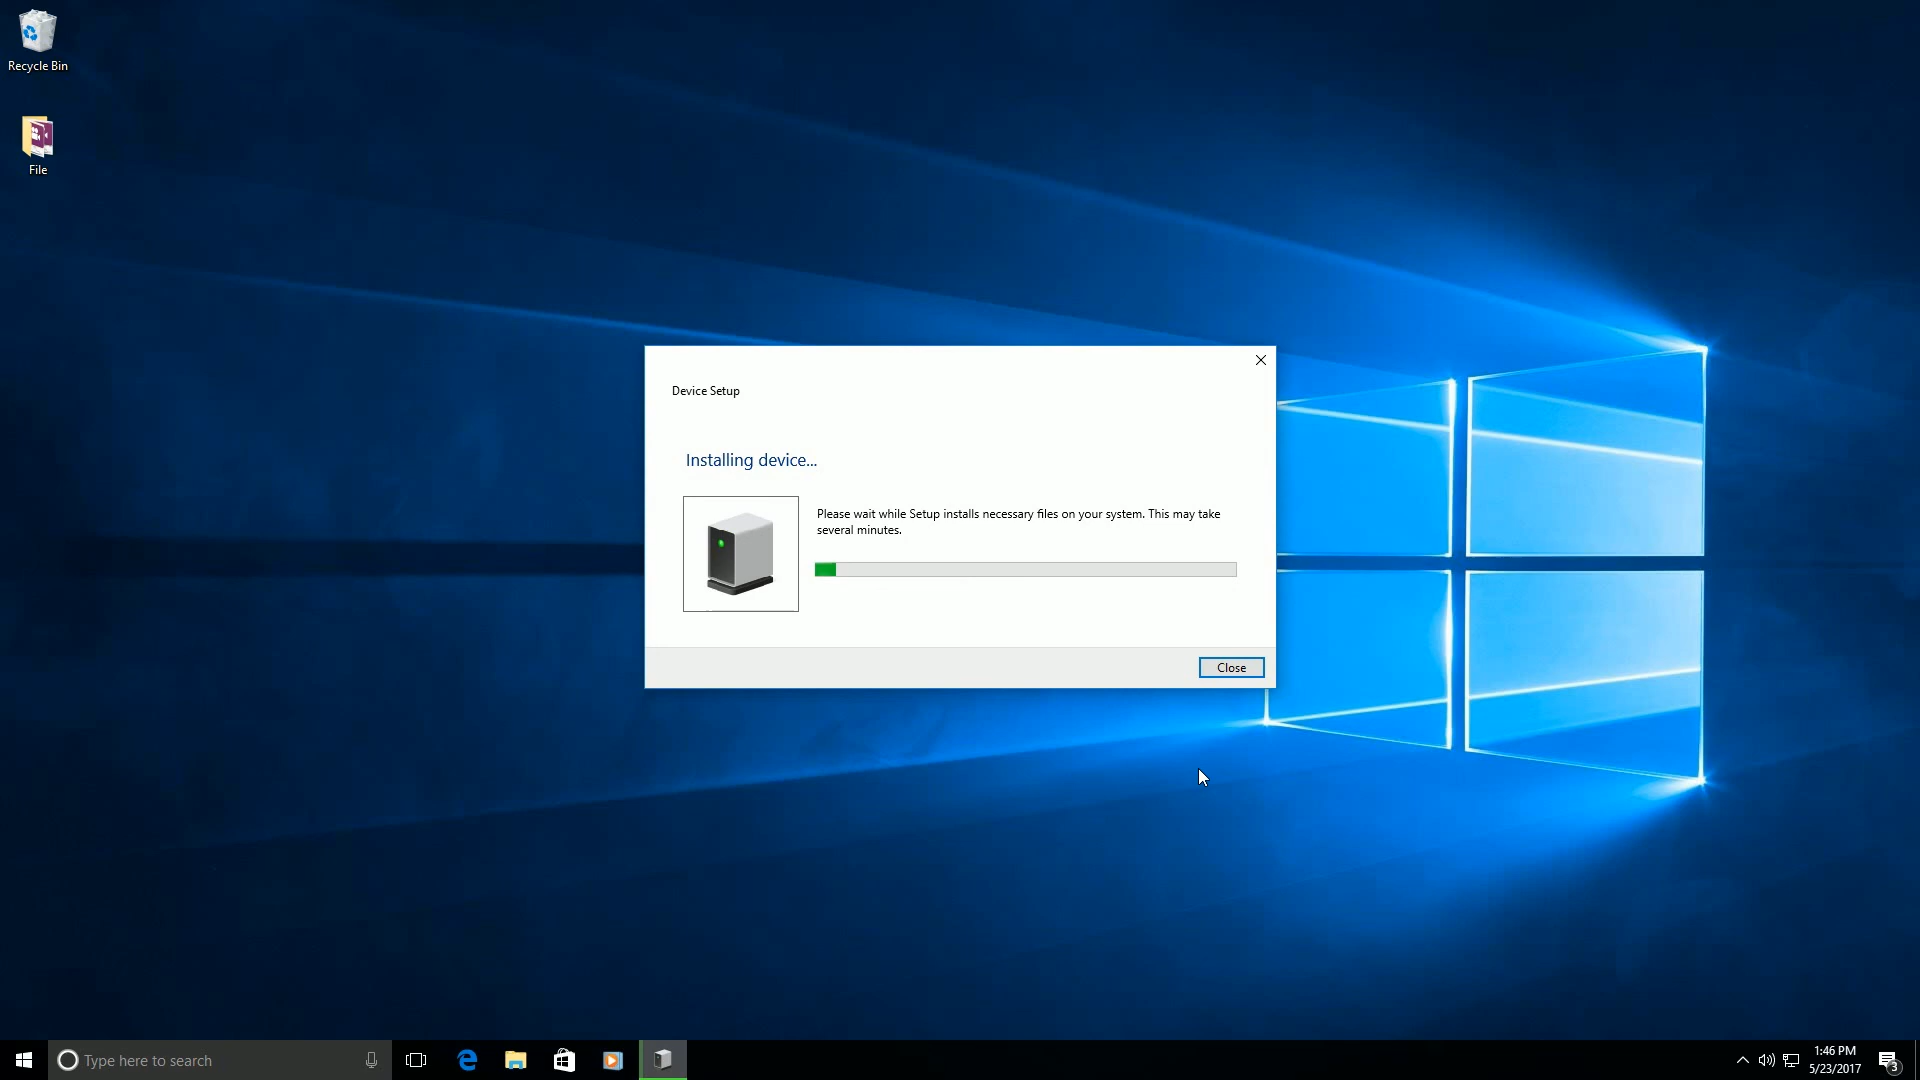 Recycle Bin
File
Device Setup
Installing device...
Please wait while Setup installs necessary files on your system. This may take
several minutes.
Close
Type here to search
1:46 PM
5/23/2017
3